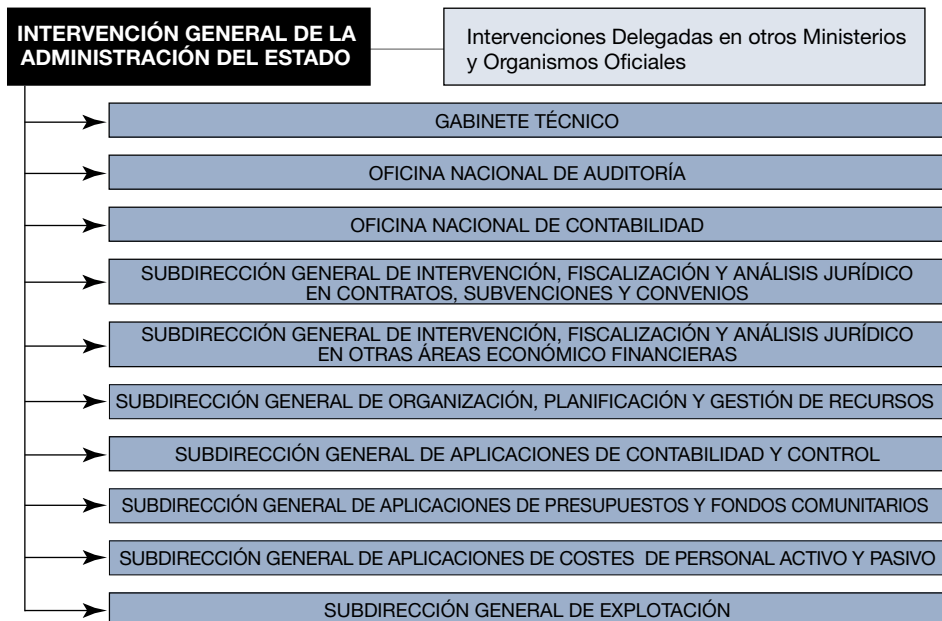 INTERVENCIÓN GENERAL DE LA
ADMINISTRACIÓN DEL ESTADO
Intervenciones Delegadas en otros Ministerios
y Organismos Oficiales
GABINETE TÉCNICO
OFICINA NACIONAL DE AUDITORÍA
OFICINA NACIONAL DE CONTABILIDAD
SUBDIRECCIÓN GENERAL DE INTERVENCIÓN, FISCALIZACIÓN Y ANÁLISIS JURÍDICO
EN CONTRATOS, SUBVENCIONES Y CONVENIOS
SUBDIRECCIÓN GENERAL DE INTERVENCIÓN, FISCALIZACIÓN Y ANÁLISIS JURÍDICO
EN OTRAS ÁREAS ECONÓMICO FINANCIERAS
SUBDIRECCIÓN GENERAL DE ORGANIZACIÓN, PLANIFICACIÓN Y GESTIÓN DE RECURSOS
SUBDIRECCIÓN GENERAL DE APLICACIONES DE CONTABILIDAD Y CONTROL
SUBDIRECCIÓN GENERAL DE APLICACIONES DE PRESUPUESTOS Y FONDOS COMUNITARIOS
SUBDIRECCIÓN GENERAL DE APLICACIONES DE COSTES DE PERSONAL ACTIVO Y PASIVO
SUBDIRECCIÓN GENERAL DE EXPLOTACIÓN